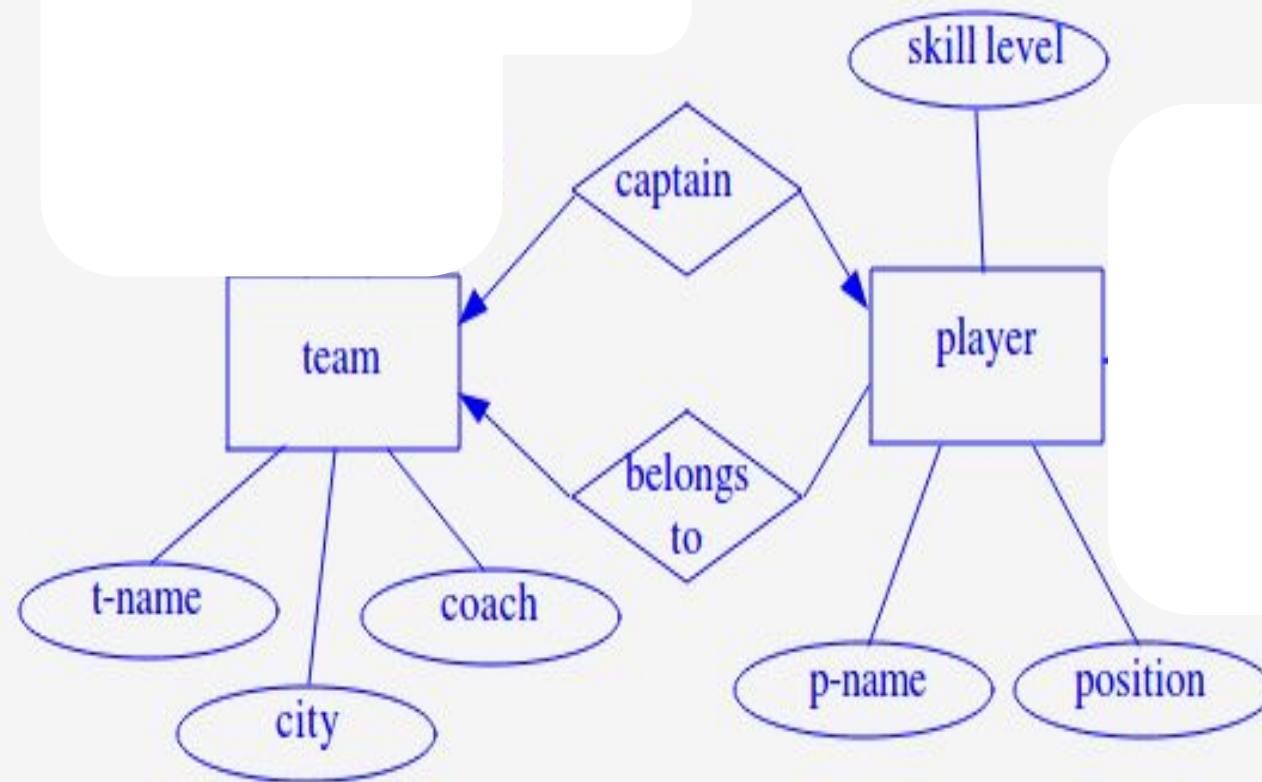 skill level
captain
team
player
belongs
to
t-name
coach
city
p-name
position